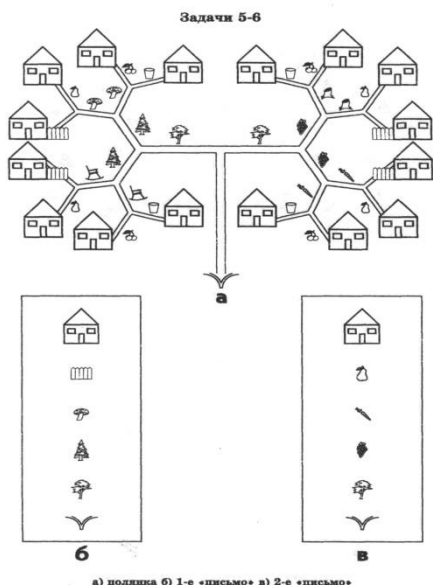 Задачи 5-6
а
б
в
а) полянка б) 1-е «письмо» в) 2-е «письмо»